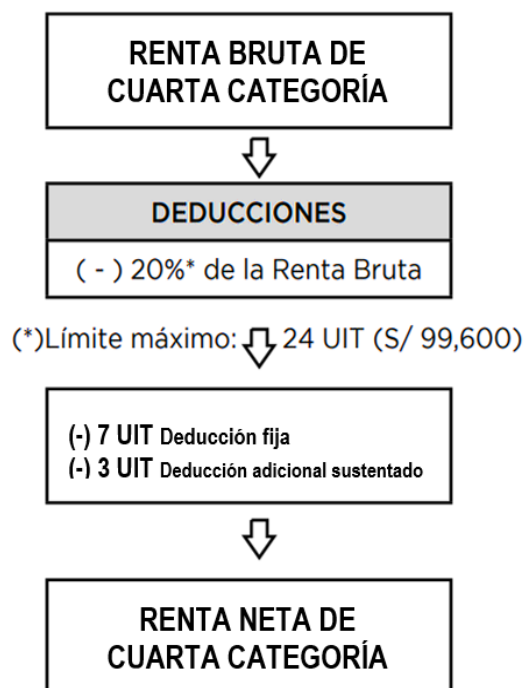 RENTA BRUTA DE
CUARTA CATEGORÍA
DEDUCCIONES
( - ) 20%* de la Renta Bruta
(*)Límite máximo: 24 UIT (S/ 99,600)
(-) 7 UIT Deducción fija
(-) 3 UIT Deducción adicional sustentado
RENTA NETA DE
CUARTA CATEGORÍA